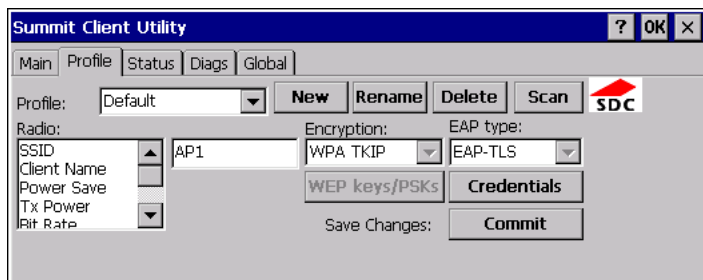 Summit Client Utility ? OK ×
Main Profile Status Diags Global
Profile: Default New Rename Delete Scan SDC
Radio: Encryption: EAP type:
SSID AP1 WPA TKIP EAP-TLS
Client Name
Power Save WEP keys/PSKs Credentials
Tx Power
Bit Rate Save Changes: Commit